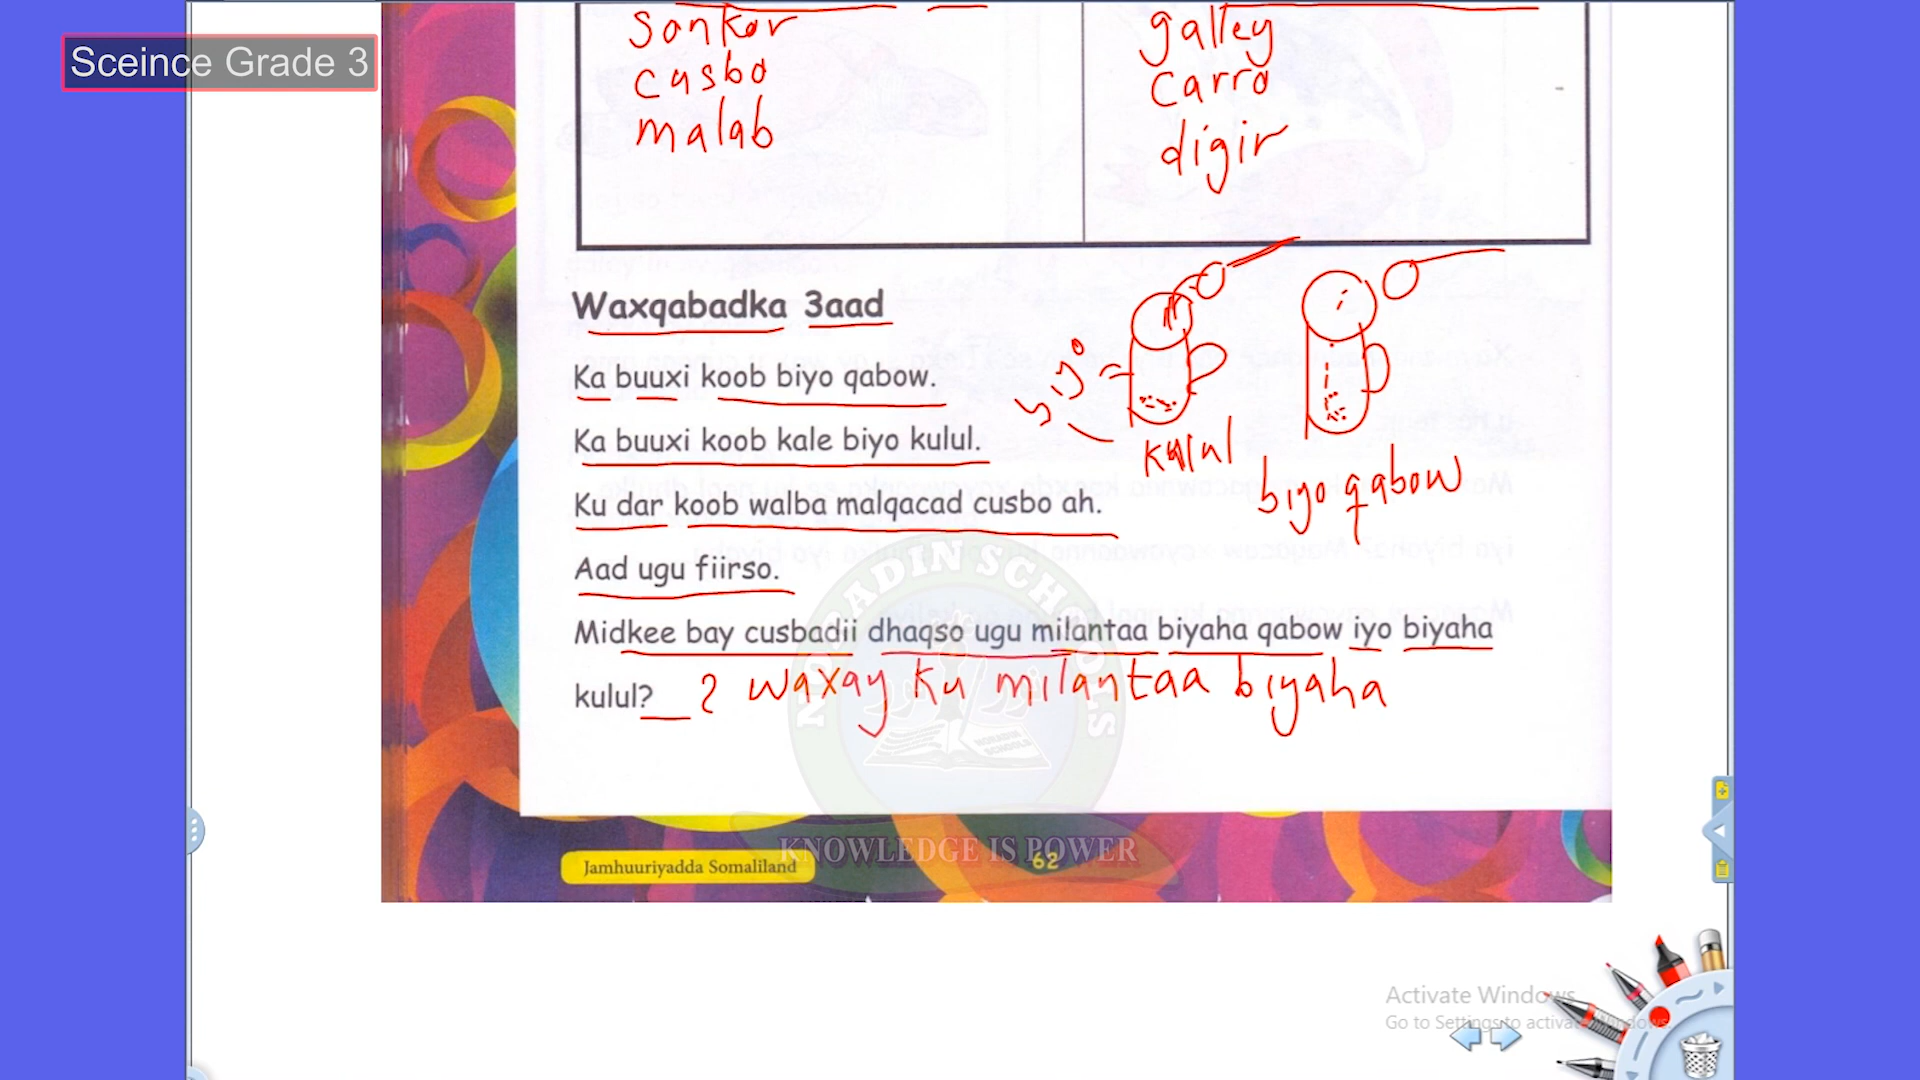 Sceince Grade 3
sonkor
cusbo
malab
galley
carro
digir
Waxqabadka 3aad
Ka buuxi koob biyo qabow.
Ka buuxi koob kale biyo kulul.
Ku dar koob walba malqacad cusbo ah.
Aad ugu fiirso.
Midkee bay cusbadii dhaqso ugu milantaa biyaha qabow iyo biyaha
kulul?
? waxay ku milantaa biyaha
biyo
kulul
biyo qabow
NOBSADIN SCHOOLS
KNOWLEDGE IS POWER
Jamhuuriyadda Somaliland
62
Activate Windows
Go to Settings to activate Windows.